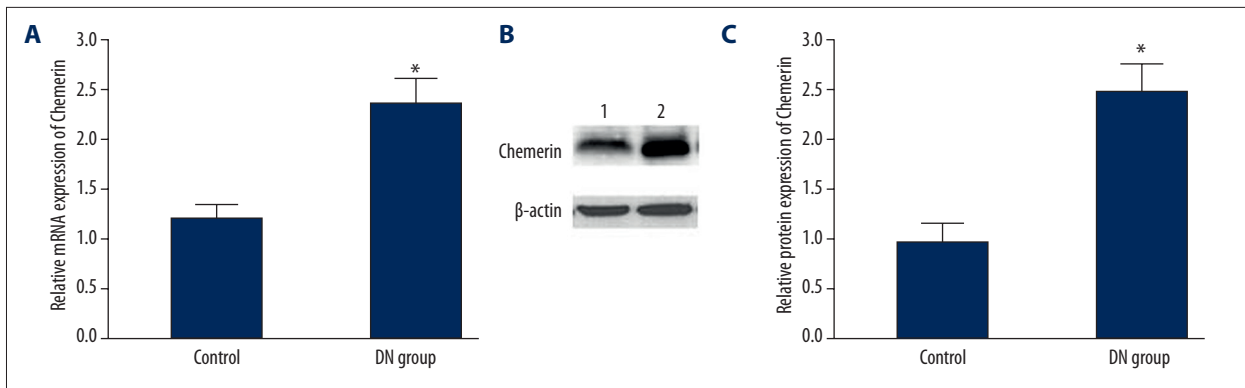 A
Relative mRNA expression of Chemerin
3.0
2.5
2.0
1.5
1.0
0.5
0.0
*
Control
DN group
B
1 2
Chemerin
β-actin
C
Relative protein expression of Chemerin
3.0
2.5
2.0
1.5
1.0
0.5
0.0
*
Control
DN group